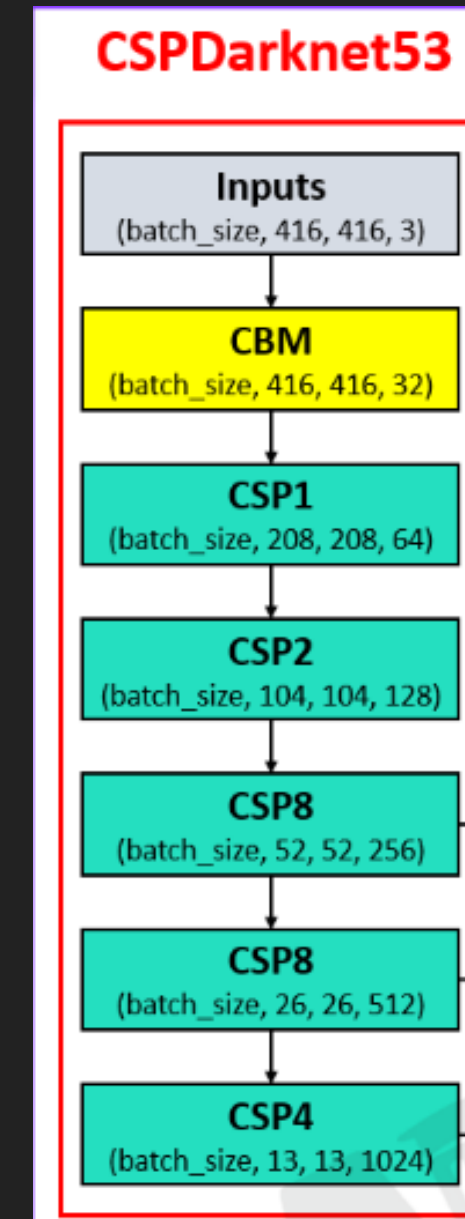 CSPDarknet53
Inputs
(batch_size, 416, 416, 3)
CBM
(batch_size, 416, 416, 32)
CSP1
(batch_size, 208, 208, 64)
CSP2
(batch_size, 104, 104, 128)
CSP8
(batch_size, 52, 52, 256)
CSP8
(batch_size, 26, 26, 512)
CSP4
(batch_size, 13, 13, 1024)